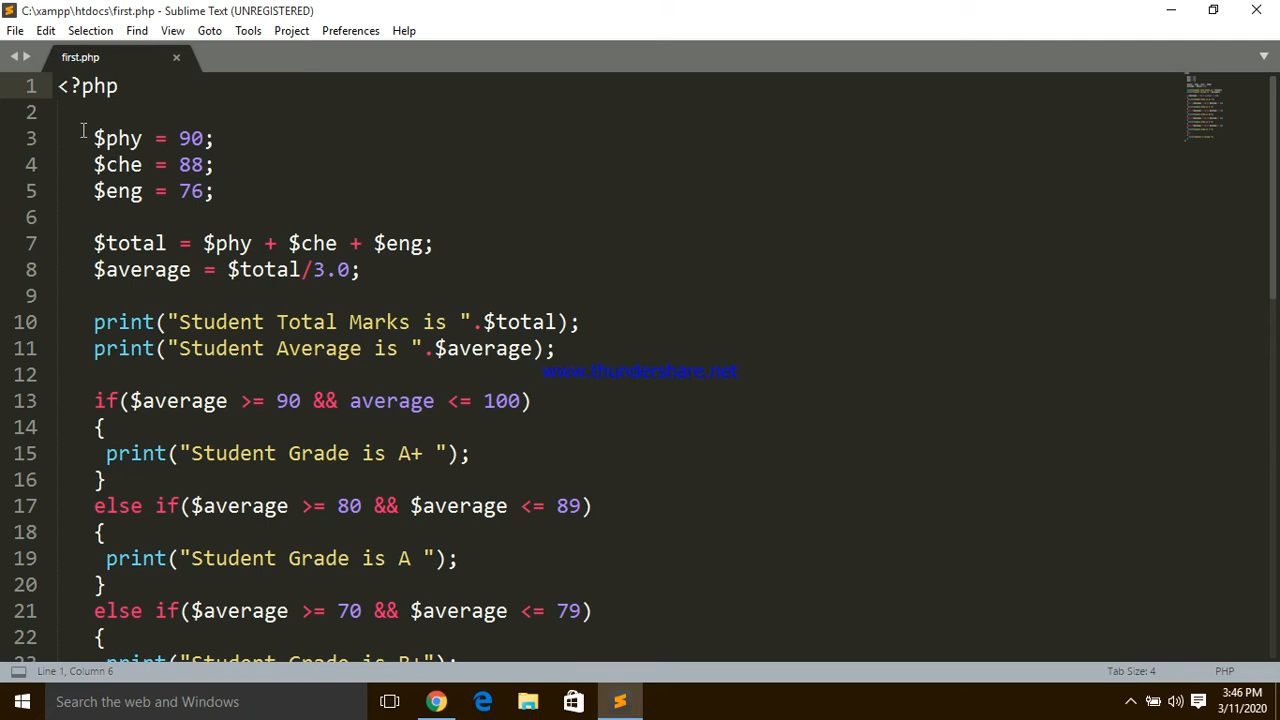 C:\xampp\htdocs\first.php - Sublime Text (UNREGISTERED)
File Edit Selection Find View Goto Tools Project Preferences Help
first.php
1 <?php
2
3 $phy = 90;
4 $che = 88;
5 $eng = 76;
6
7 $total = $phy + $che + $eng;
8 $average = $total/3.0;
9
10 print("Student Total Marks is ".$total);
11 print("Student Average is ".$average);
www.thundershare.net
12
13 if($average >= 90 && average <= 100)
14 {
15 print("Student Grade is A+ ");
16 }
17 else if($average >= 80 && $average <= 89)
18 {
19 print("Student Grade is A ");
20 }
21 else if($average >= 70 && $average <= 79)
22 {
23 print("Student Grade is B+");
Line 1, Column 6 Tab Size: 4 PHP
Search the web and Windows
3:46 PM
3/11/2020